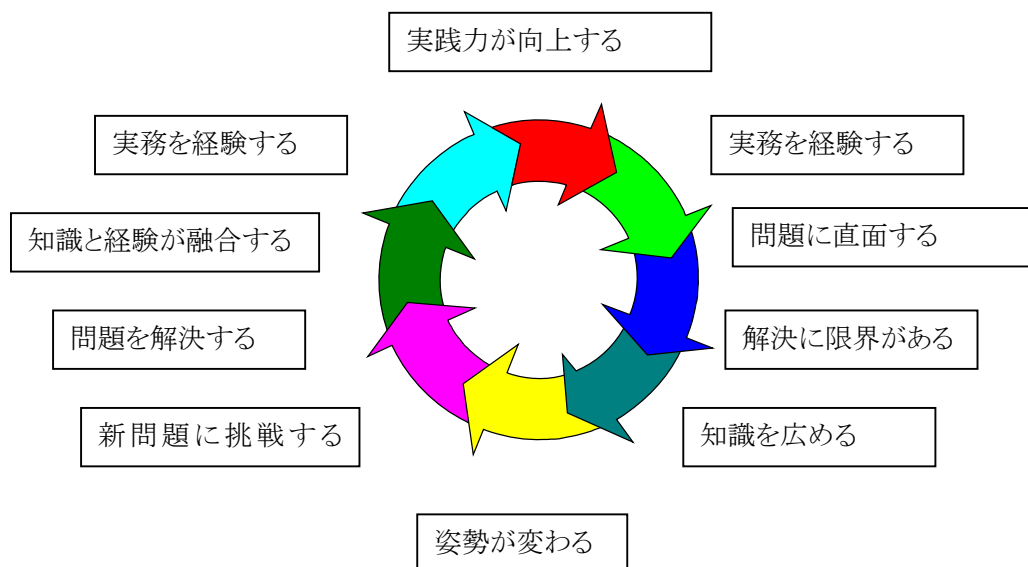 実践力が向上する
実務を経験する
実務を経験する
知識と経験が融合する
問題に直面する
問題を解決する
解決に限界がある
新問題に挑戦する
知識を広める
姿勢が変わる